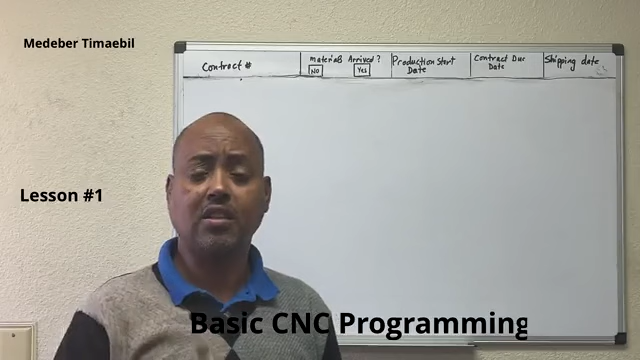 Medeber Timaebil
Contract #
Materials Arrived ?
NO
Yes
Production Start
Date
Contract Due
Date
Shipping date
Lesson #1
Basic CNC Programming